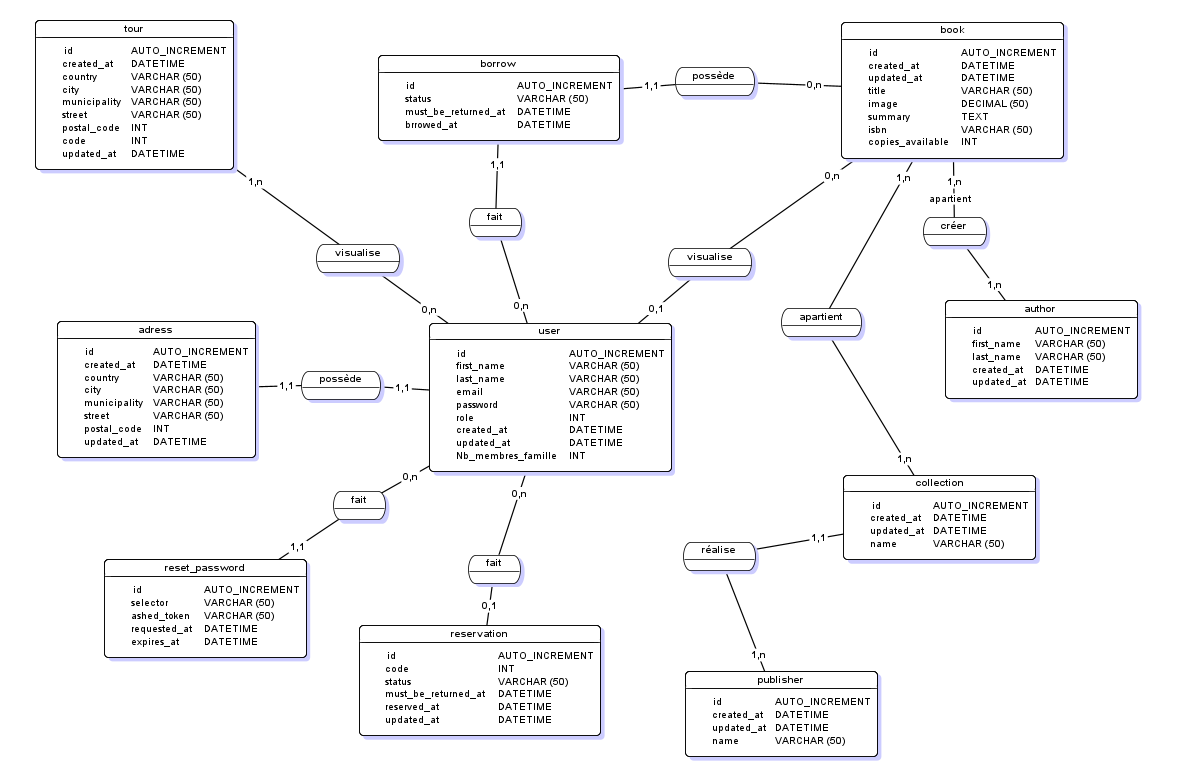 tour
id AUTO_INCREMENT
created_at DATETIME
country VARCHAR (50)
city VARCHAR (50)
municipality VARCHAR (50)
street VARCHAR (50)
postal_code INT
code INT
updated_at DATETIME
borrow
id AUTO_INCREMENT
status VARCHAR (50)
must_be_returned_at DATETIME
brrowed_at DATETIME
1,1
possède
0,n
book
id AUTO_INCREMENT
created_at DATETIME
updated_at DATETIME
title VARCHAR (50)
image DECIMAL (50)
summary TEXT
isbn VARCHAR (50)
copies_available INT
1,n
visualise
0,n
1,1
fait
0,n
0,n
visualise
0,1
1,n
apartient
1,n
1,n
apartient
créer
1,n
author
id AUTO_INCREMENT
first_name VARCHAR (50)
last_name VARCHAR (50)
created_at DATETIME
updated_at DATETIME
adress
id AUTO_INCREMENT
created_at DATETIME
country VARCHAR (50)
city VARCHAR (50)
municipality VARCHAR (50)
street VARCHAR (50)
postal_code INT
updated_at DATETIME
1,1
possède
1,1
user
id AUTO_INCREMENT
first_name VARCHAR (50)
last_name VARCHAR (50)
email VARCHAR (50)
password VARCHAR (50)
role INT
created_at DATETIME
updated_at DATETIME
Nb_membres_famille INT
0,n
fait
1,1
0,n
fait
0,1
collection
id AUTO_INCREMENT
created_at DATETIME
updated_at DATETIME
name VARCHAR (50)
1,1
réalise
1,n
reset_password
id AUTO_INCREMENT
selector VARCHAR (50)
ashed_token VARCHAR (50)
requested_at DATETIME
expires_at DATETIME
reservation
id AUTO_INCREMENT
code INT
status VARCHAR (50)
must_be_returned_at DATETIME
reserved_at DATETIME
updated_at DATETIME
publisher
id AUTO_INCREMENT
created_at DATETIME
updated_at DATETIME
name VARCHAR (50)